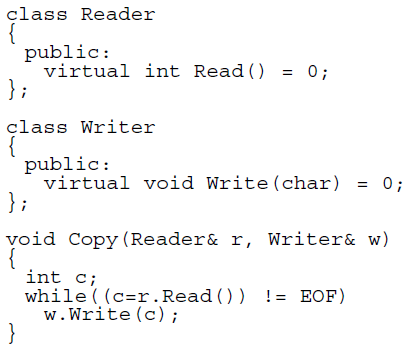 class Reader
{
  public:
    virtual int Read() = 0;
};
class Writer
{
  public:
    virtual void Write(char) = 0;
};
void Copy(Reader& r, Writer& w)
{
  int c;
  while((c=r.Read()) != EOF)
    w.Write(c);
}